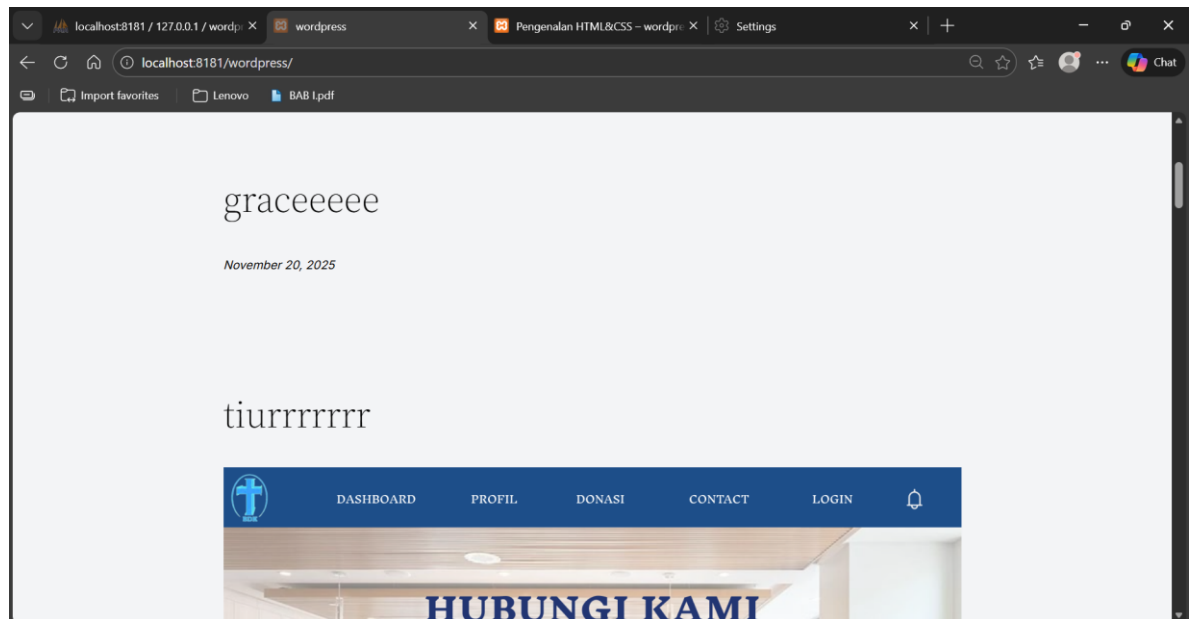 localhost:8181 / 127.0.0.1 / wordp
wordpress
Pengenalan HTML&CSS – wordpre
Settings
localhost:8181/wordpress/
Chat
Import favorites
Lenovo
BAB I.pdf
graceeeee
November 20, 2025
tiurrrrrrr
DASHBOARD
PROFIL
DONASI
CONTACT
LOGIN
HUBUNGI KAMI